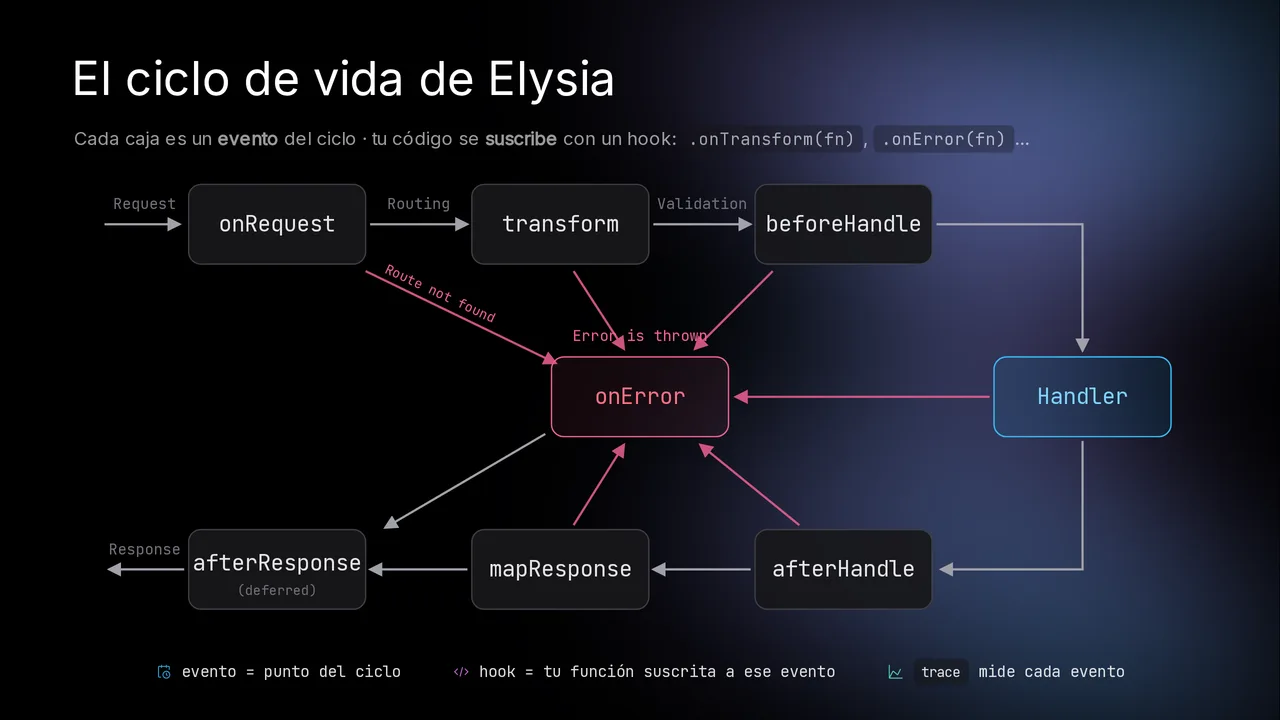 El ciclo de vida de Elysia
Cada caja es un evento del ciclo · tu código se suscribe con un hook: .onTransform(fn) , .onError(fn) ...
Request
onRequest
Routing
transform
Validation
beforeHandle
Route not found
Error is thrown
onError
Handler
Response
afterResponse
(deferred)
mapResponse
afterHandle
evento = punto del ciclo
hook = tu función suscrita a ese evento
trace mide cada evento